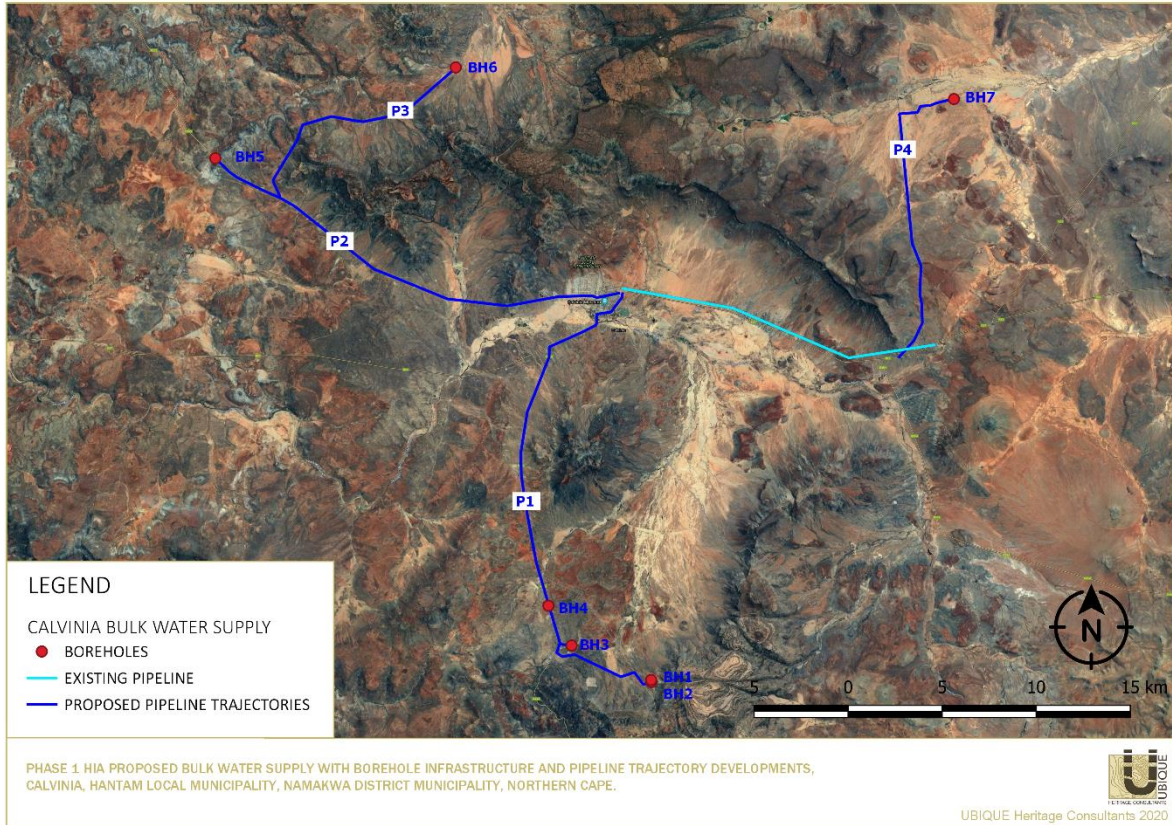 BH6
P3
BH7
P4
BH5
P2
P1
BH4
BH3
BH1
BH2
N
5 0 5 10 15 km
LEGEND
CALVINIA BULK WATER SUPPLY
BOREHOLES
EXISTING PIPELINE
PROPOSED PIPELINE TRAJECTORIES
PHASE 1 HIA PROPOSED BULK WATER SUPPLY WITH BOREHOLE INFRASTRUCTURE AND PIPELINE TRAJECTORY DEVELOPMENTS,
CALVINIA, HANTAM LOCAL MUNICIPALITY, NAMAKWA DISTRICT MUNICIPALITY, NORTHERN CAPE.
UBIQUE
HERITAGE CONSULTANTS
UBIQUE Heritage Consultants 2020